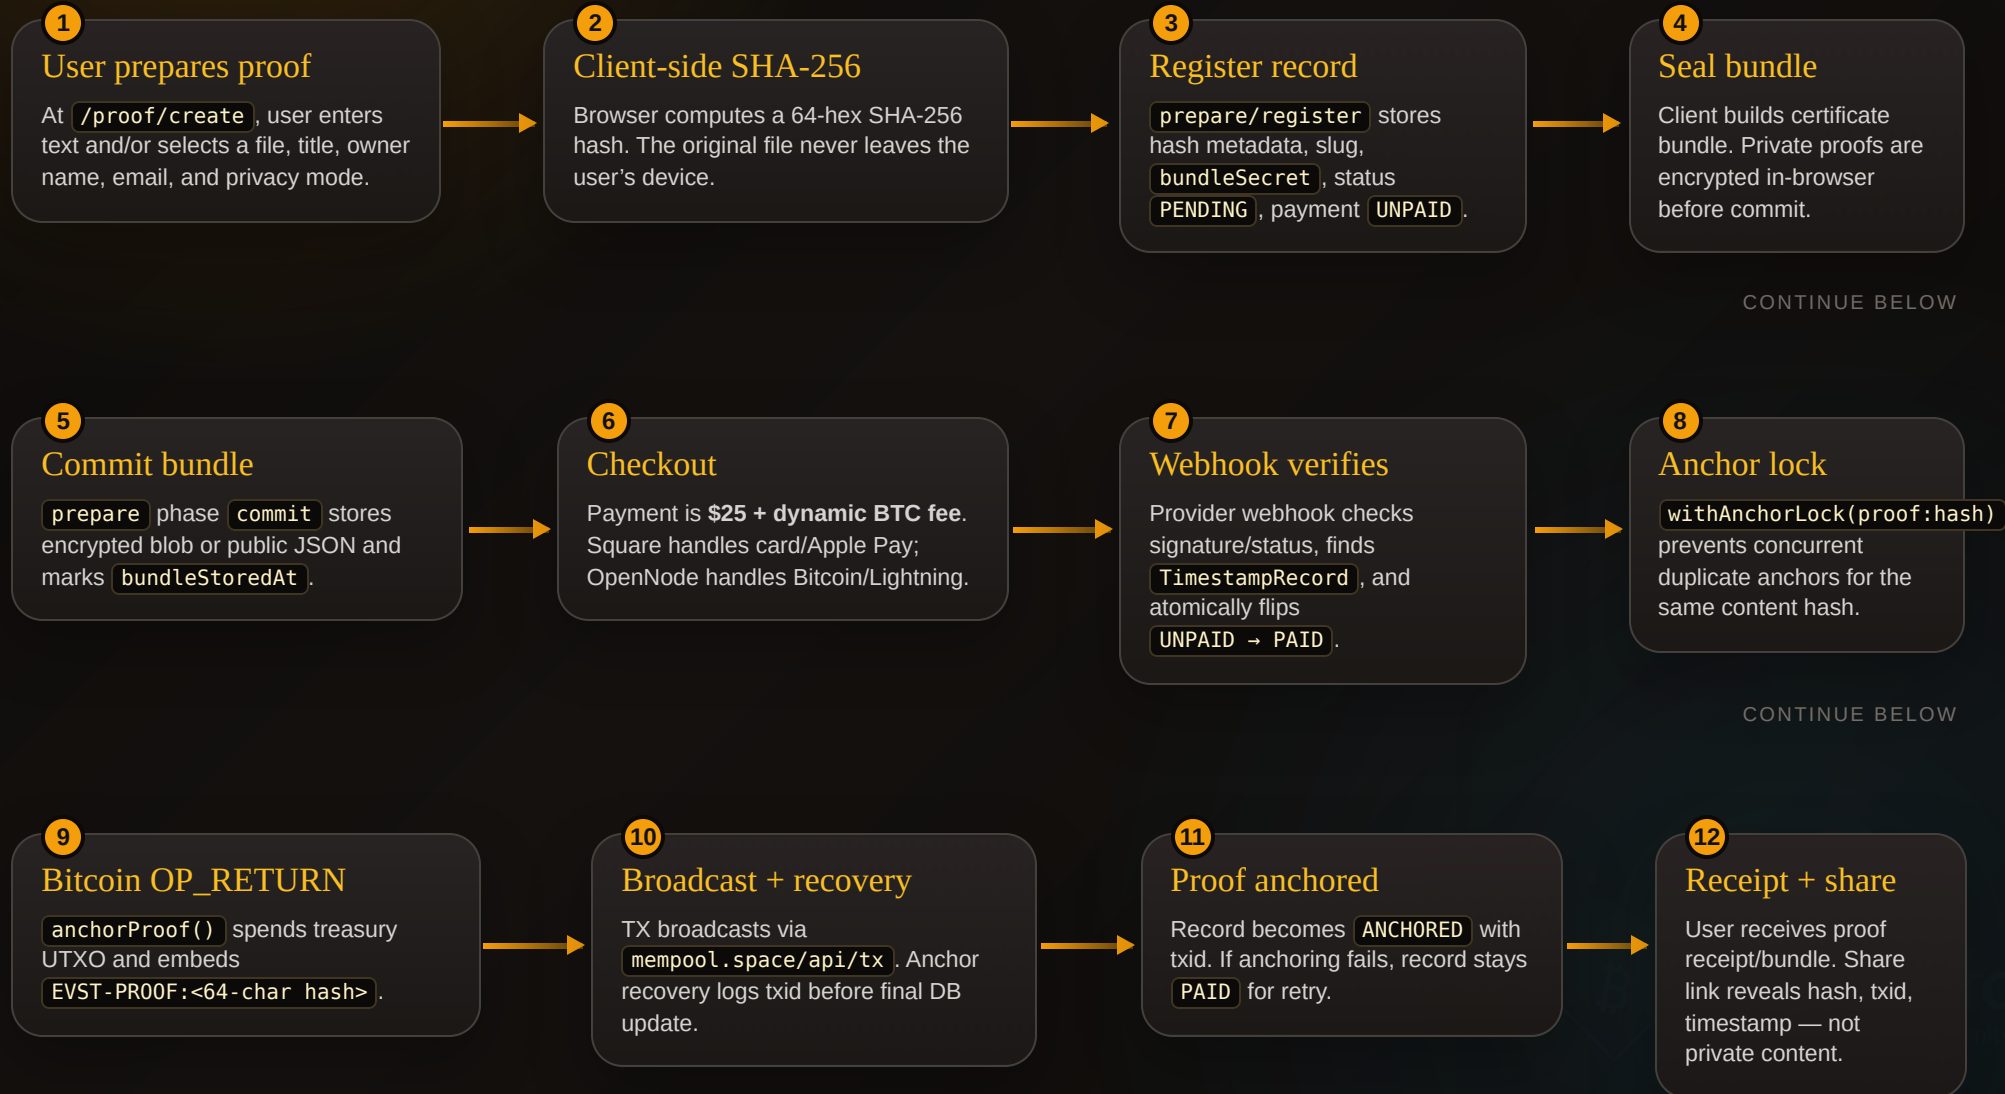 1
User prepares proof
At /proof/create, user enters
text and/or selects a file, title, owner
name, email, and privacy mode.
2
Client-side SHA-256
Browser computes a 64-hex SHA-256
hash. The original file never leaves the
user’s device.
3
Register record
prepare/register stores
hash metadata, slug,
bundleSecret, status
PENDING, payment UNPAID.
4
Seal bundle
Client builds certificate
bundle. Private proofs are
encrypted in-browser
before commit.
CONTINUE BELOW
5
Commit bundle
prepare phase commit stores
encrypted blob or public JSON and
marks bundleStoredAt.
6
Checkout
Payment is $25 + dynamic BTC fee.
Square handles card/Apple Pay;
OpenNode handles Bitcoin/Lightning.
7
Webhook verifies
Provider webhook checks
signature/status, finds
TimestampRecord, and
atomically flips
UNPAID → PAID.
8
Anchor lock
withAnchorLock(proof:hash)
prevents concurrent
duplicate anchors for the
same content hash.
CONTINUE BELOW
9
Bitcoin OP_RETURN
anchorProof() spends treasury
UTXO and embeds
EVST-PROOF:<64-char hash>.
10
Broadcast + recovery
TX broadcasts via
mempool.space/api/tx. Anchor
recovery logs txid before final DB
update.
11
Proof anchored
Record becomes ANCHORED with
txid. If anchoring fails, record stays
PAID for retry.
12
Receipt + share
User receives proof
receipt/bundle. Share
link reveals hash, txid,
timestamp — not
private content.